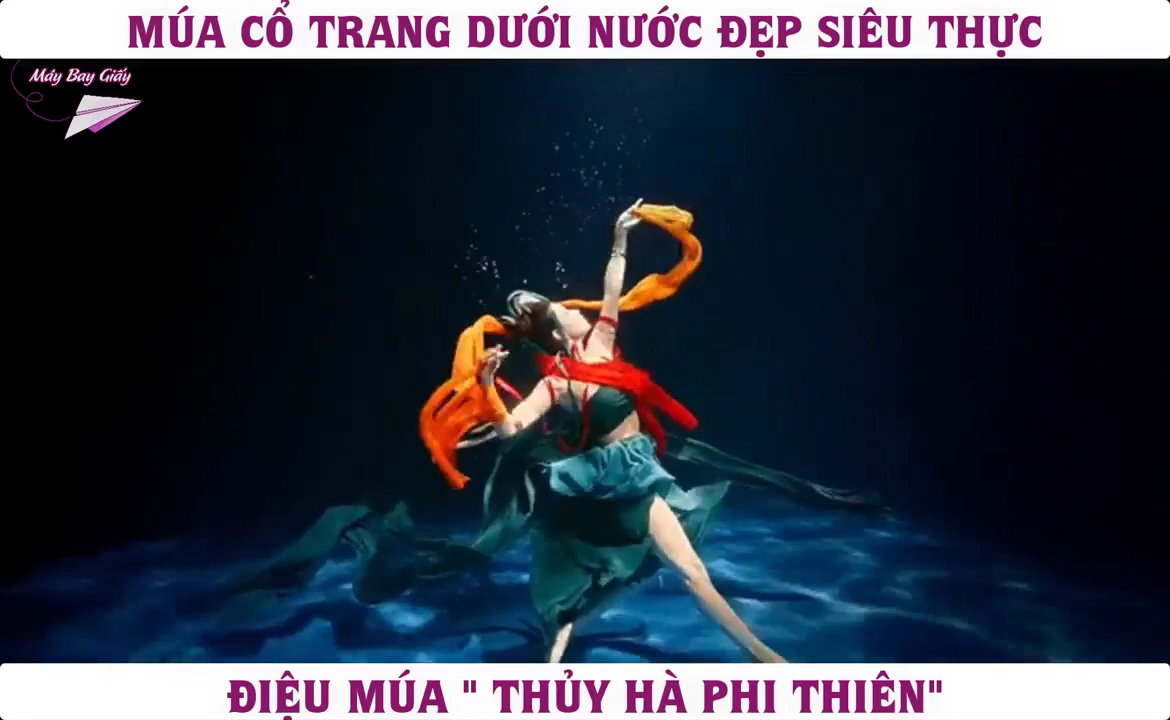 MÚA CỔ TRANG DƯỚI NƯỚC ĐẸP SIÊU THỰC
Máy Bay Giấy
ĐIỆU MÚA " THỦY HÀ PHI THIÊN"